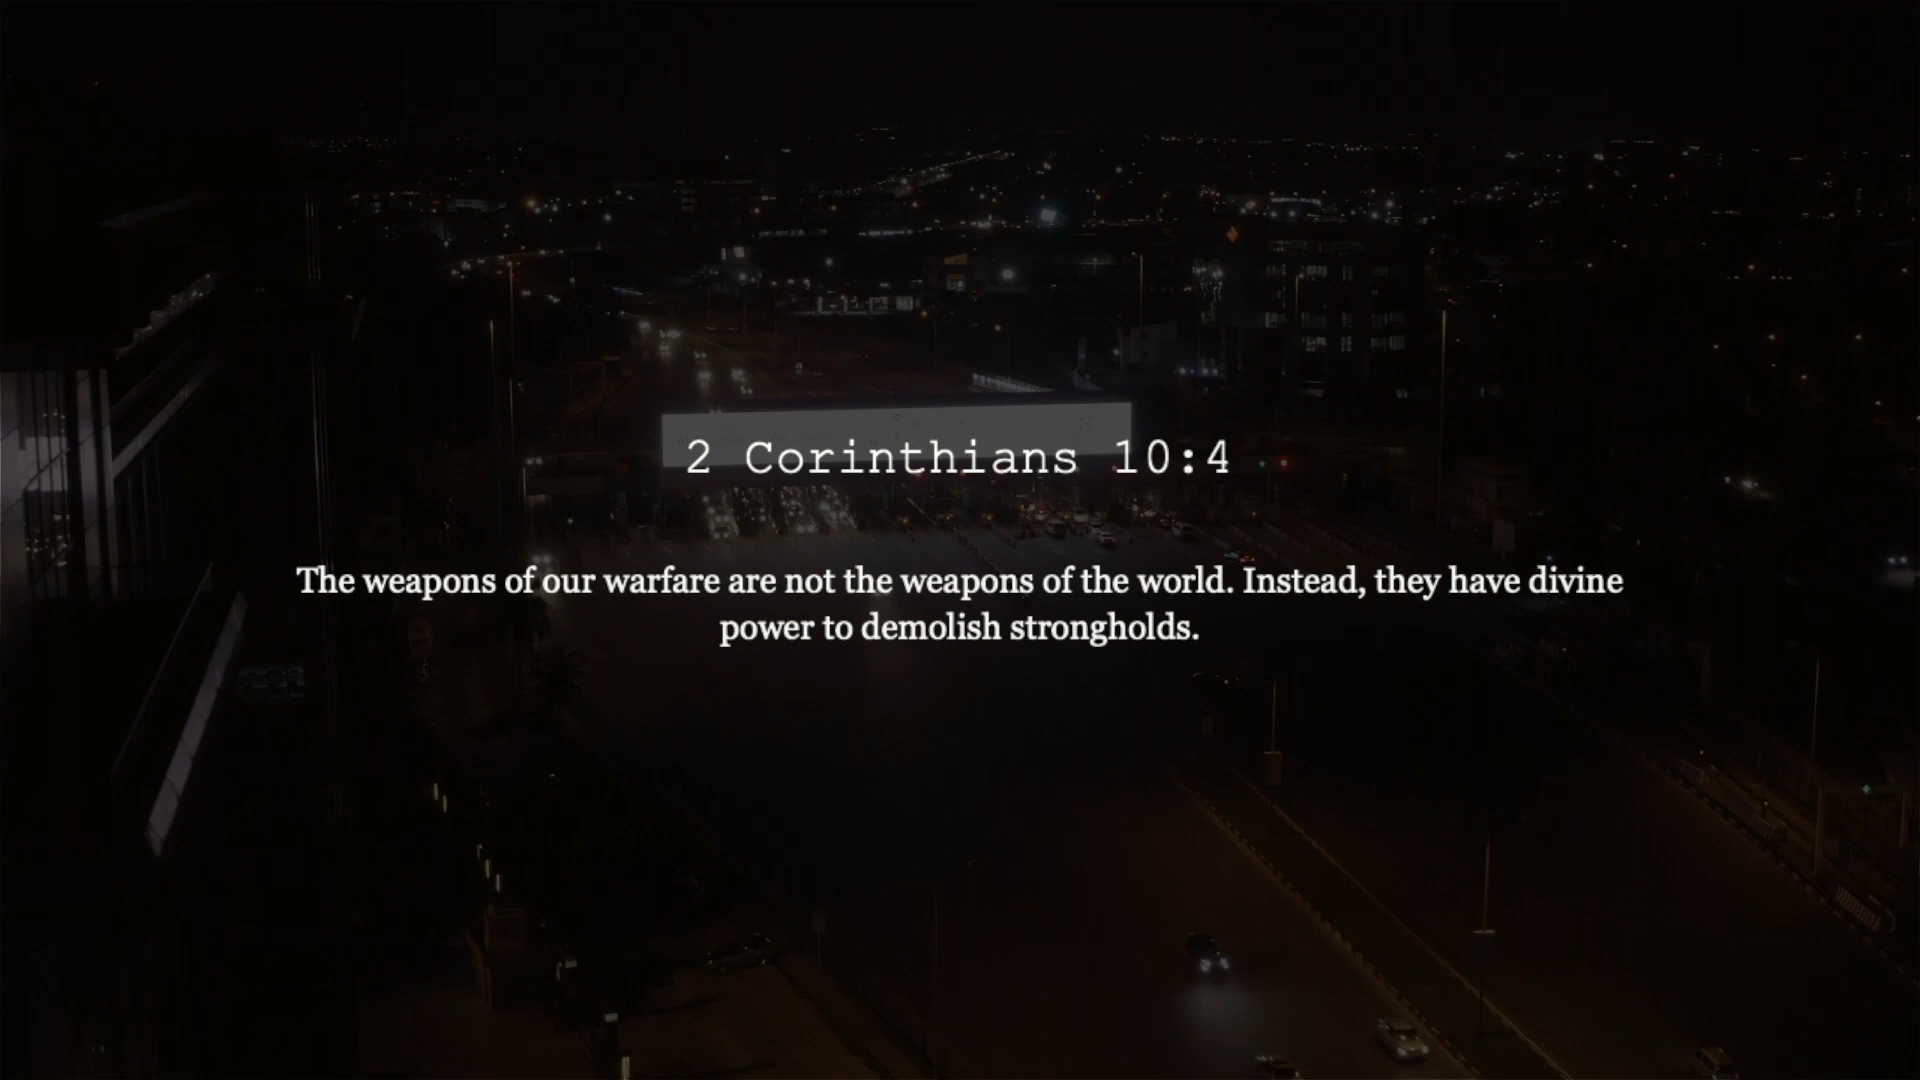 2 Corinthians 10:4
The weapons of our warfare are not the weapons of the world. Instead, they have divine
power to demolish strongholds.